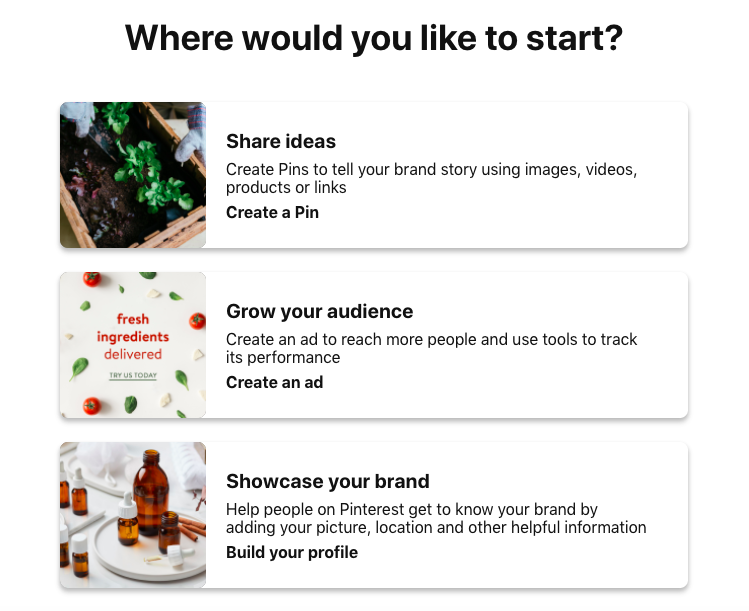 Where would you like to start?
Share ideas
Create Pins to tell your brand story using images, videos,
products or links
Create a Pin
fresh
ingredients
delivered
TRY US TODAY
Grow your audience
Create an ad to reach more people and use tools to track
its performance
Create an ad
Showcase your brand
Help people on Pinterest get to know your brand by
adding your picture, location and other helpful information
Build your profile